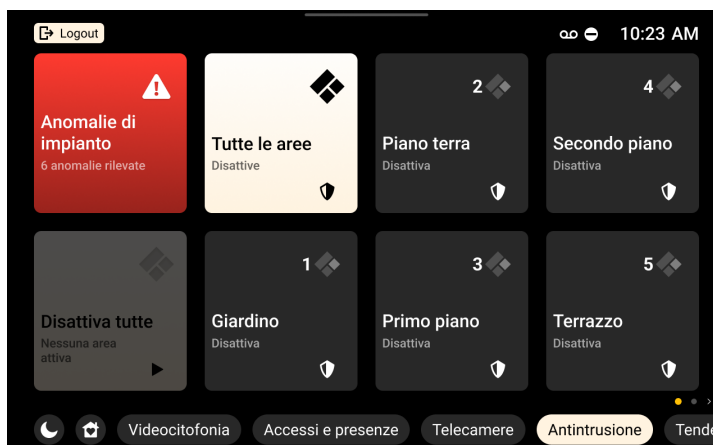 Logout
10:23 AM
Anomalie di
impianto
6 anomalie rilevate
Tutte le aree
Disattive
2
Piano terra
Disattiva
4
Secondo piano
Disattiva
Disattiva tutte
Nessuna area
attiva
1
Giardino
Disattiva
3
Primo piano
Disattiva
5
Terrazzo
Disattiva
Videocitofonia
Accessi e presenze
Telecamere
Antintrusione
Tende